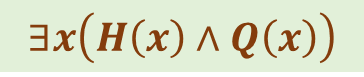 ∃x(H(x) ∧ Q(x))